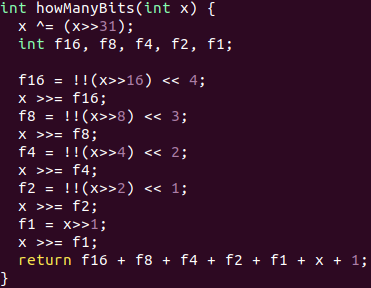 int howManyBits(int x) {
  x ^= (x>>31);
  int f16, f8, f4, f2, f1;

  f16 = !!(x>>16) << 4;
  x >>= f16;
  f8 = !!(x>>8) << 3;
  x >>= f8;
  f4 = !!(x>>4) << 2;
  x >>= f4;
  f2 = !!(x>>2) << 1;
  x >>= f2;
  f1 = x>>1;
  x >>= f1;
  return f16 + f8 + f4 + f2 + f1 + x + 1;
}